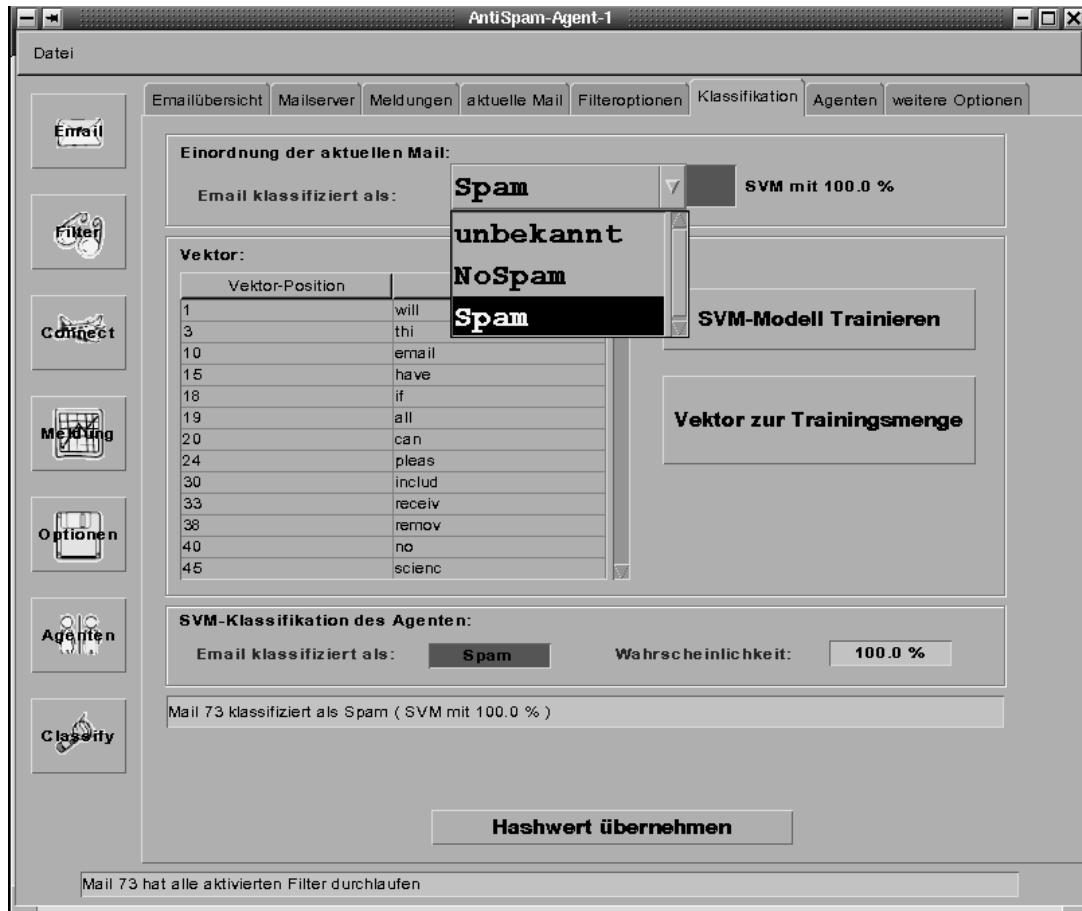 AntiSpam-Agent-1
Datei
Emailübersicht Mailserver Meldungen aktuelle Mail Filteroptionen Klassifikation Agenten weitere Optionen
Email
Filter
Connect
Meldung
Optionen
Agenten
Classify
Einordnung der aktuellen Mail:
Email klassifiziert als: Spam SVM mit 100.0 %
unbekannt
NoSpam
Spam
Vektor:
Vektor-Position
1 will
3 thi
10 email
15 have
18 if
19 all
20 can
24 pleas
30 includ
33 receiv
38 remov
40 no
45 scienc
SVM-Modell Trainieren
Vektor zur Trainingsmenge
SVM-Klassifikation des Agenten:
Email klassifiziert als: Spam Wahrscheinlichkeit: 100.0 %
Mail 73 klassifiziert als Spam ( SVM mit 100.0 % )
Hashwert übernehmen
Mail 73 hat alle aktivierten Filter durchlaufen